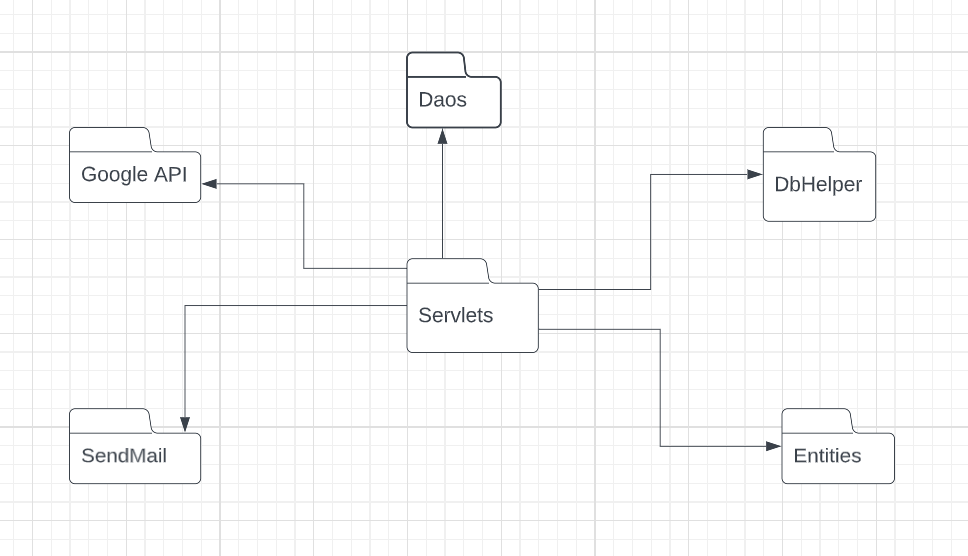 Daos
Google API
DbHelper
Servlets
SendMail
Entities